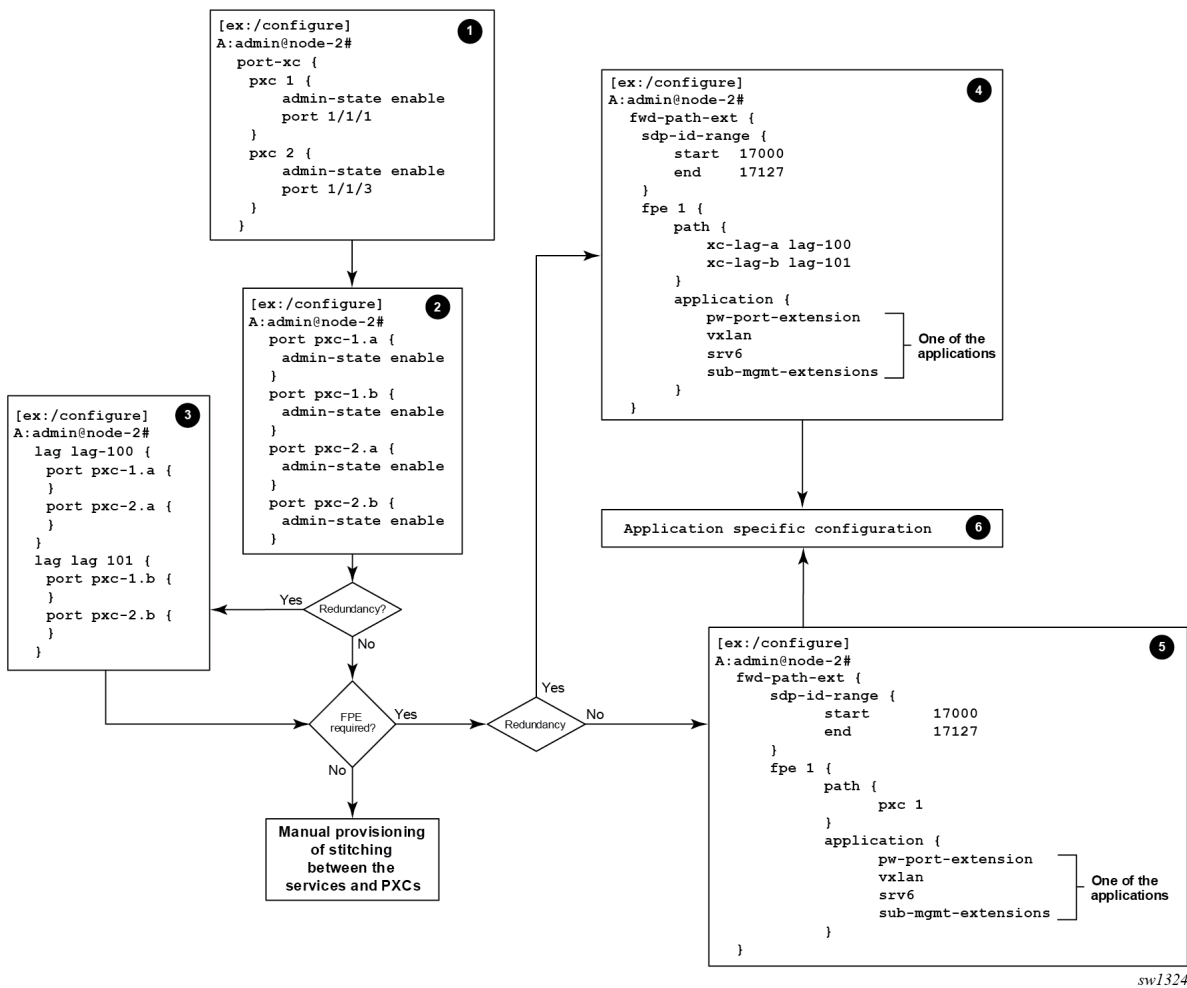 [ex:/configure]
A:admin@node-2#
port-xc {
pxc 1 {
admin-state enable
port 1/1/1
}
pxc 2 {
admin-state enable
port 1/1/3
}
}
1
[ex:/configure]
A:admin@node-2#
port pxc-1.a {
admin-state enable
}
port pxc-1.b {
admin-state enable
}
port pxc-2.a {
admin-state enable
}
port pxc-2.b {
admin-state enable
}
2
[ex:/configure]
A:admin@node-2#
lag lag-100 {
port pxc-1.a {
}
port pxc-2.a {
}
}
lag lag 101 {
port pxc-1.b {
}
port pxc-2.b {
}
}
3
Yes
Redundancy?
No
FPE
required?
Yes
No
Manual provisioning
of stitching
between the
services and PXCs
Redundancy
Yes
No
[ex:/configure]
A:admin@node-2#
fwd-path-ext {
sdp-id-range {
start 17000
end 17127
}
fpe 1 {
path {
xc-lag-a lag-100
xc-lag-b lag-101
}
application {
pw-port-extension
vxlan
srv6
sub-mgmt-extensions
}
}
4
One of the
applications
Application specific configuration
6
[ex:/configure]
A:admin@node-2#
fwd-path-ext {
sdp-id-range {
start 17000
end 17127
}
fpe 1 {
path {
pxc 1
}
application {
pw-port-extension
vxlan
srv6
sub-mgmt-extensions
}
}
5
One of the
applications
sw1324